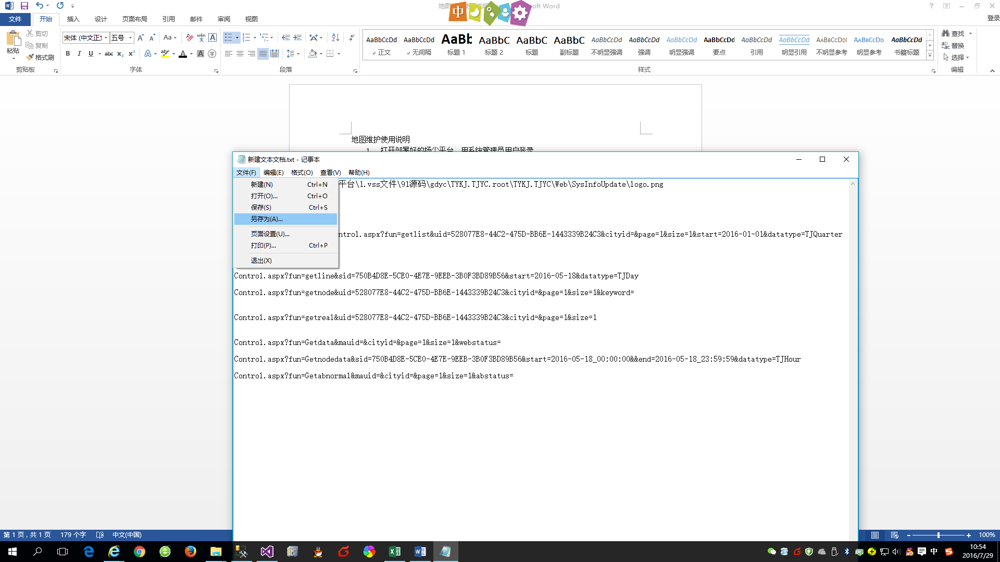 地图
oft Word
中
文件 开始 插入 设计 页面布局 引用 邮件 审阅 视图
登录
粘贴
剪切
复制
格式刷
宋体 (中文正文 五号
剪贴板 字体 段落 样式 编辑
AaBbCcDd AaBbCcDd AaBb AaBbC AaBbC AaBbC AaBbCcDd AaBbCcDd AaBbCcDd AaBbCcDd AaBbCcDd AaBbCcDd AaBbCcDd AaBbCcDd AaBbCcDd
正文 无间隔 标题 1 标题 2 标题 副标题 不明显强调 强调 明显强调 要点 引用 明显引用 不明显参考 明显参考 书籍标题
查找
替换
选择
地图维护使用说明
1. 打开部署好的扬尘平台，用系统管理员用户登录
新建文本文档.txt - 记事本
文件(F) 编辑(E) 格式(O) 查看(V) 帮助(H)
新建(N) Ctrl+N
打开(O)... Ctrl+O
保存(S) Ctrl+S
另存为(A)...
页面设置(U)...
打印(P)... Ctrl+P
退出(X)
平台\1.vss文件\91源码\gdyc\TYKJ.TJYC.root\TYKJ.TJYC\Web\SysInfoUpdate\logo.png
ntrol.aspx?fun=getlist&uid=528077E8-44C2-475D-BB6E-1443339B24C3&cityid=&page=1&size=1&start=2016-01-01&datatype=TJQuarter
Control.aspx?fun=getline&sid=750B4D8E-5CE0-4E7E-9EEB-3B0F3BD89B56&start=2016-05-18&datatype=TJDay
Control.aspx?fun=getnode&uid=528077E8-44C2-475D-BB6E-1443339B24C3&cityid=&page=1&size=1&keyword=
Control.aspx?fun=getreal&uid=528077E8-44C2-475D-BB6E-1443339B24C3&cityid=&page=1&size=1
Control.aspx?fun=Getdata&mauid=&cityid=&page=1&size=1&webstatus=
Control.aspx?fun=Getnodedata&sid=750B4D8E-5CE0-4E7E-9EEB-3B0F3BD89B56&start=2016-05-18_00:00:00&&end=2016-05-18_23:59:59&datatype=TJHour
Control.aspx?fun=Getabnormal&mauid=&cityid=&page=1&size=1&abstatus=
第 1 页，共 1 页 179 个字 中文(中国)
100%
中
10:54
2016/7/29